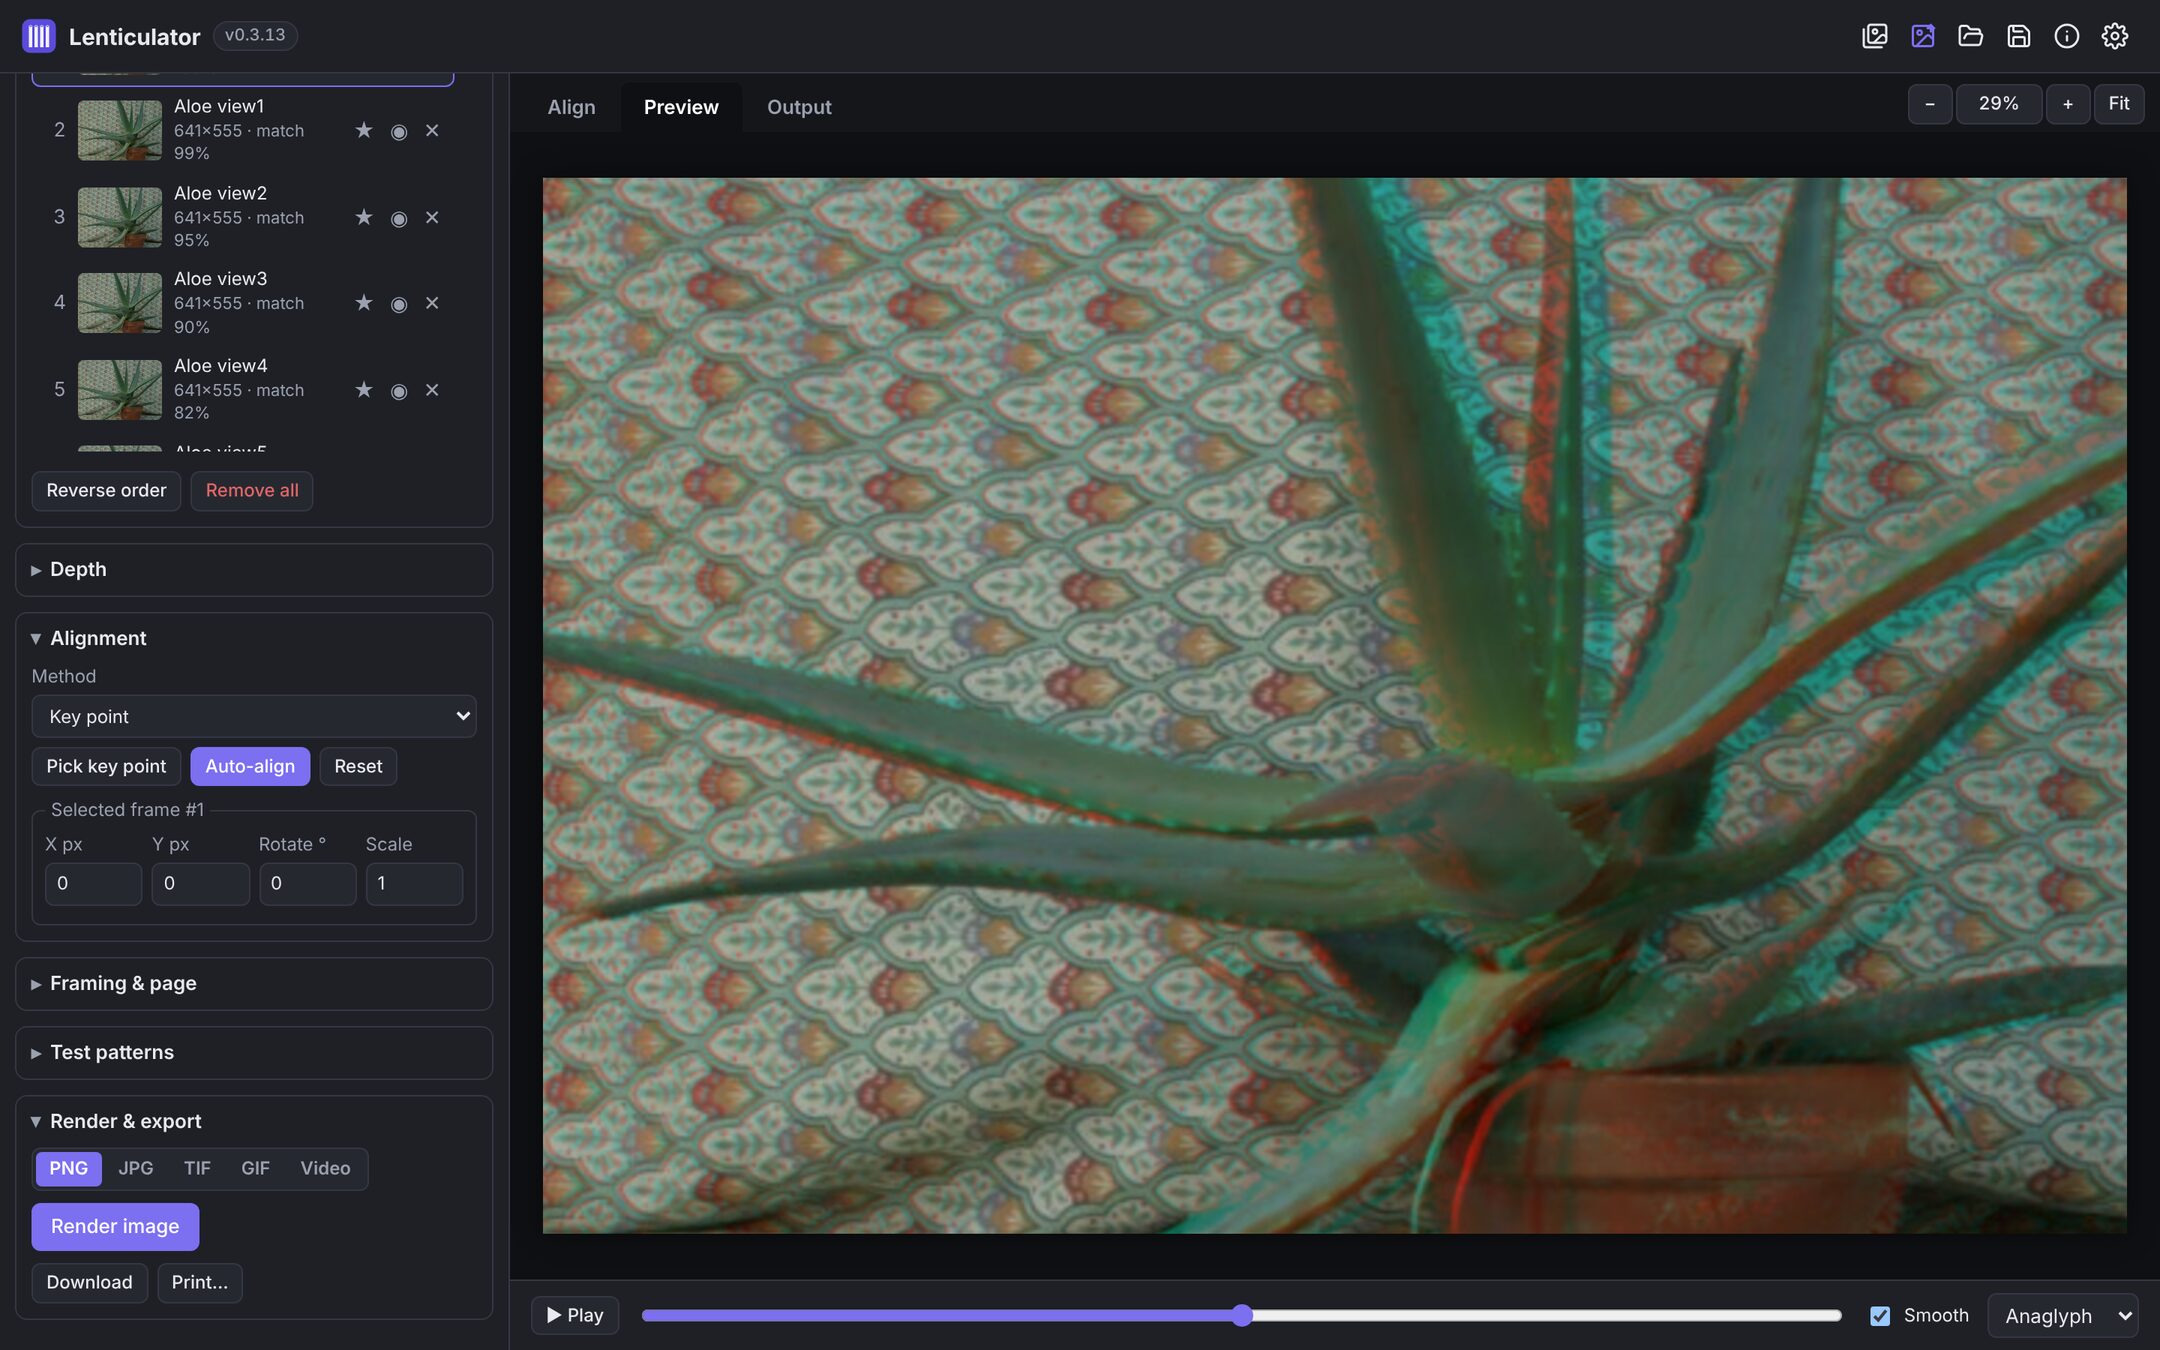 Lenticulator v0.3.13
Align Preview Output
− 29% + Fit
Aloe view1
2
641×555 · match
99%
Aloe view2
3
641×555 · match
95%
Aloe view3
4
641×555 · match
90%
Aloe view4
5
641×555 · match
82%
Aloe view5
Reverse order Remove all
Depth
Alignment
Method
Key point
Pick key point Auto-align Reset
Selected frame #1
X px Y px Rotate ° Scale
0 0 0 1
Framing & page
Test patterns
Render & export
PNG JPG TIF GIF Video
Render image
Download Print...
Play Smooth Anaglyph